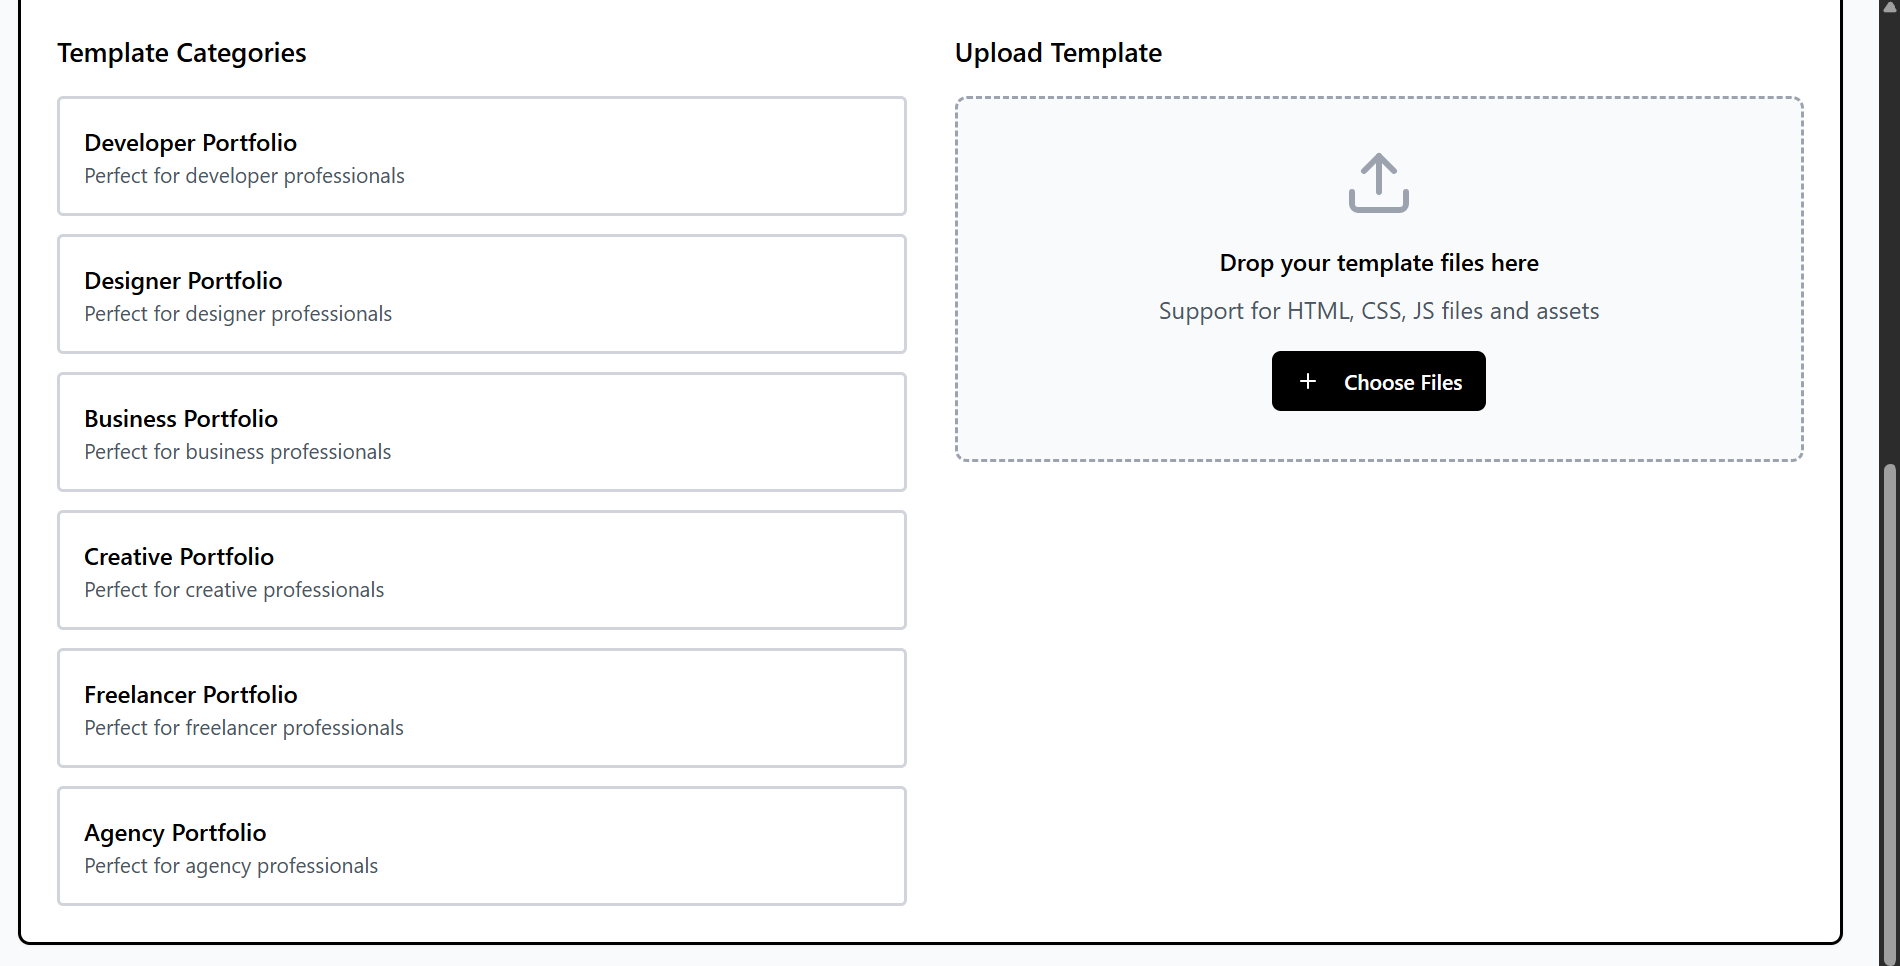 Template Categories
Developer Portfolio
Perfect for developer professionals
Designer Portfolio
Perfect for designer professionals
Business Portfolio
Perfect for business professionals
Creative Portfolio
Perfect for creative professionals
Freelancer Portfolio
Perfect for freelancer professionals
Agency Portfolio
Perfect for agency professionals
Upload Template
Drop your template files here
Support for HTML, CSS, JS files and assets
+ Choose Files